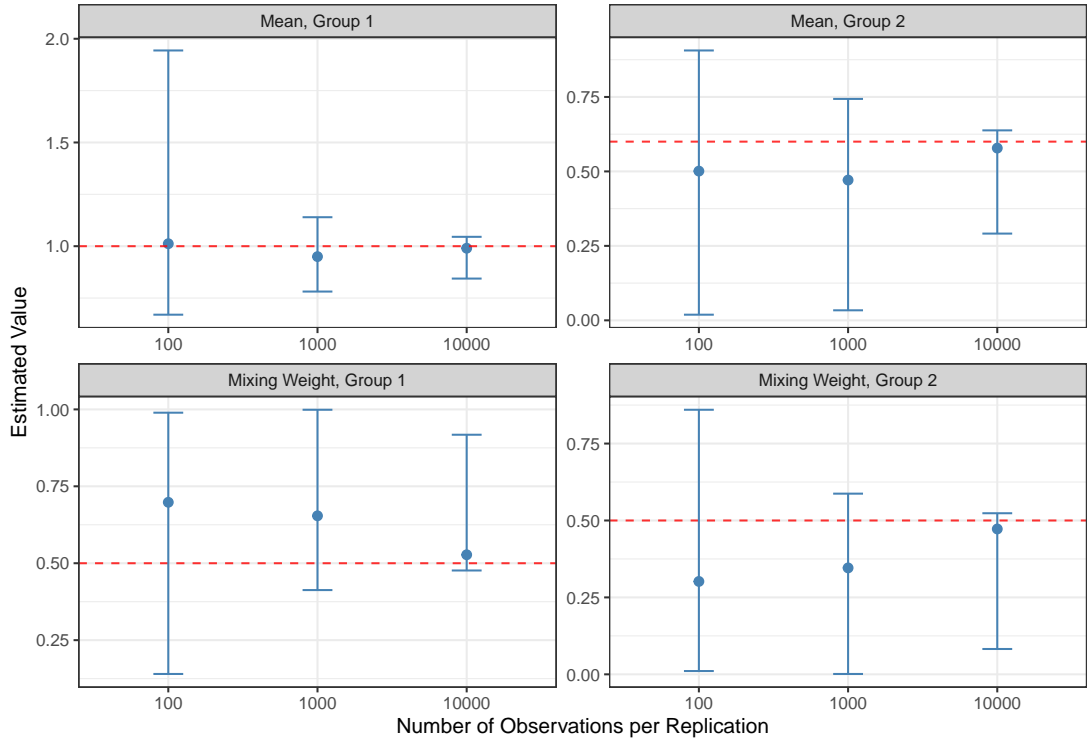 Mean, Group 1
Mean, Group 2
2.0
1.5
1.0
0.75
0.50
0.25
0.00
100 1000 10000
100 1000 10000
Estimated Value
Mixing Weight, Group 1
Mixing Weight, Group 2
1.00
0.75
0.50
0.25
0.75
0.50
0.25
0.00
100 1000 10000
100 1000 10000
Number of Observations per Replication